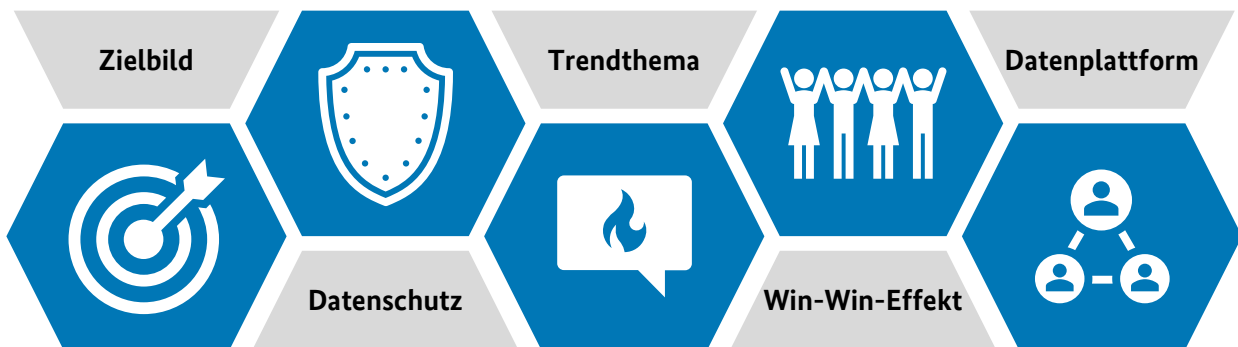 Zielbild
Datenschutz
Trendthema
Win-Win-Effekt
Datenplattform